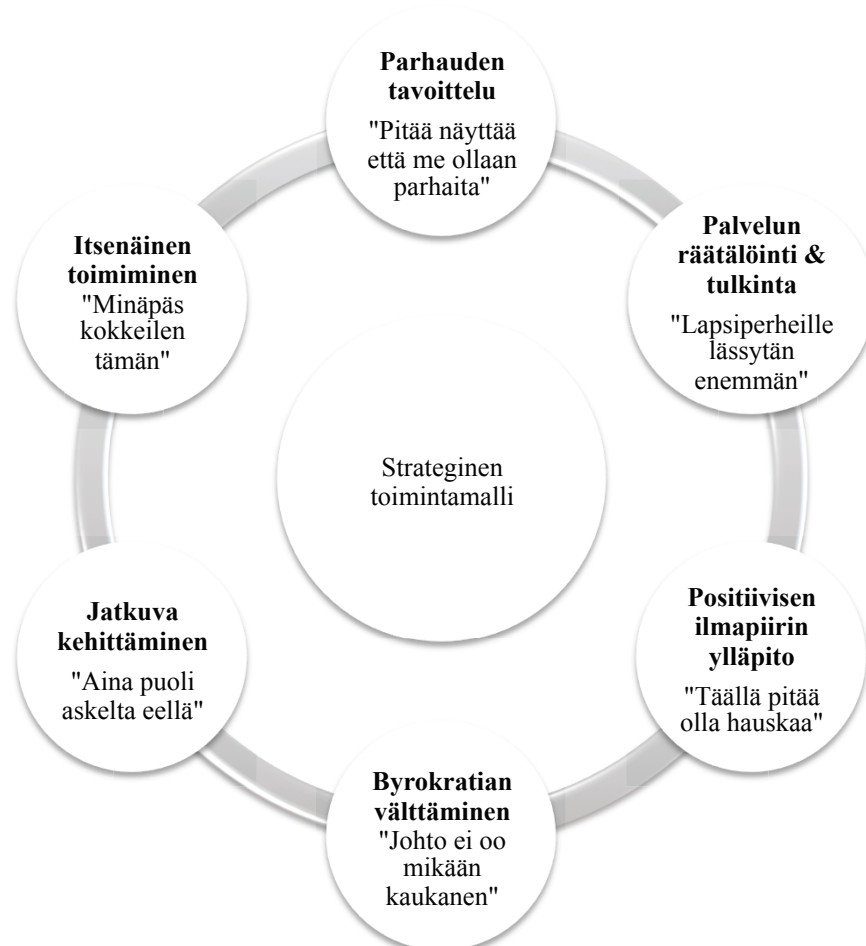 Parhauden
tavoittelu
"Pitää näyttää
että me ollaan
parhaita"
Palvelun
räätälöinti &
tulkinta
"Lapsiperheille
lässytän
enemmän"
Positiivisen
ilmapiirin
ylläpito
"Täällä pitää
olla hauskaa"
Byrokratian
välttäminen
"Johto ei oo
mikään
kaukanen"
Jatkuva
kehittäminen
"Aina puoli
askelta eellä"
Itsenäinen
toimiminen
"Minäpäs
kokkeilen
tämän"
Strateginen
toimintamalli